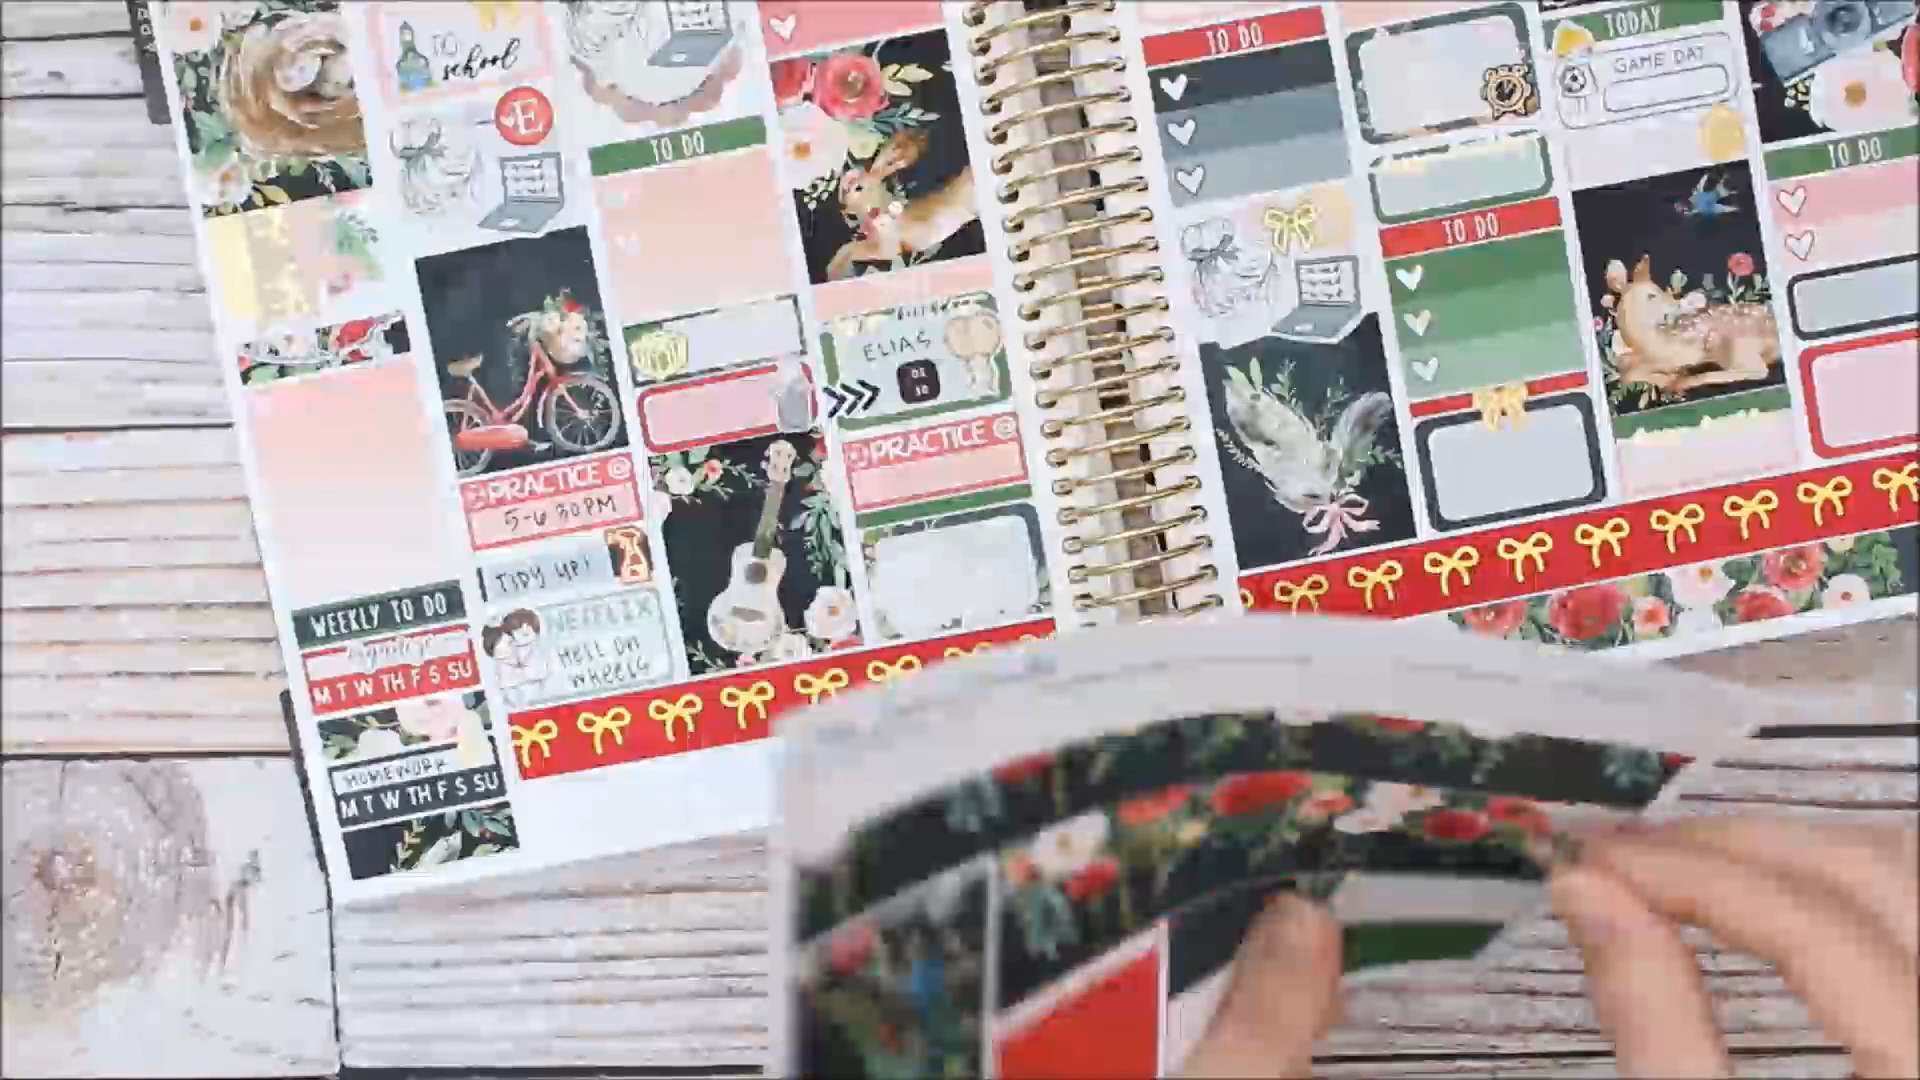 TO
school
E
TO DO
ELIAS
PRACTICE @
5-6 30PM
TIDY UP!
NETFLIX
HELL ON
WHEELS
PRACTICE @
WEEKLY TO DO
M T W TH F S SU
HOMEWORK
M T W TH F S SU
TO DO
TO DO
TODAY
GAME DAY
TO DO